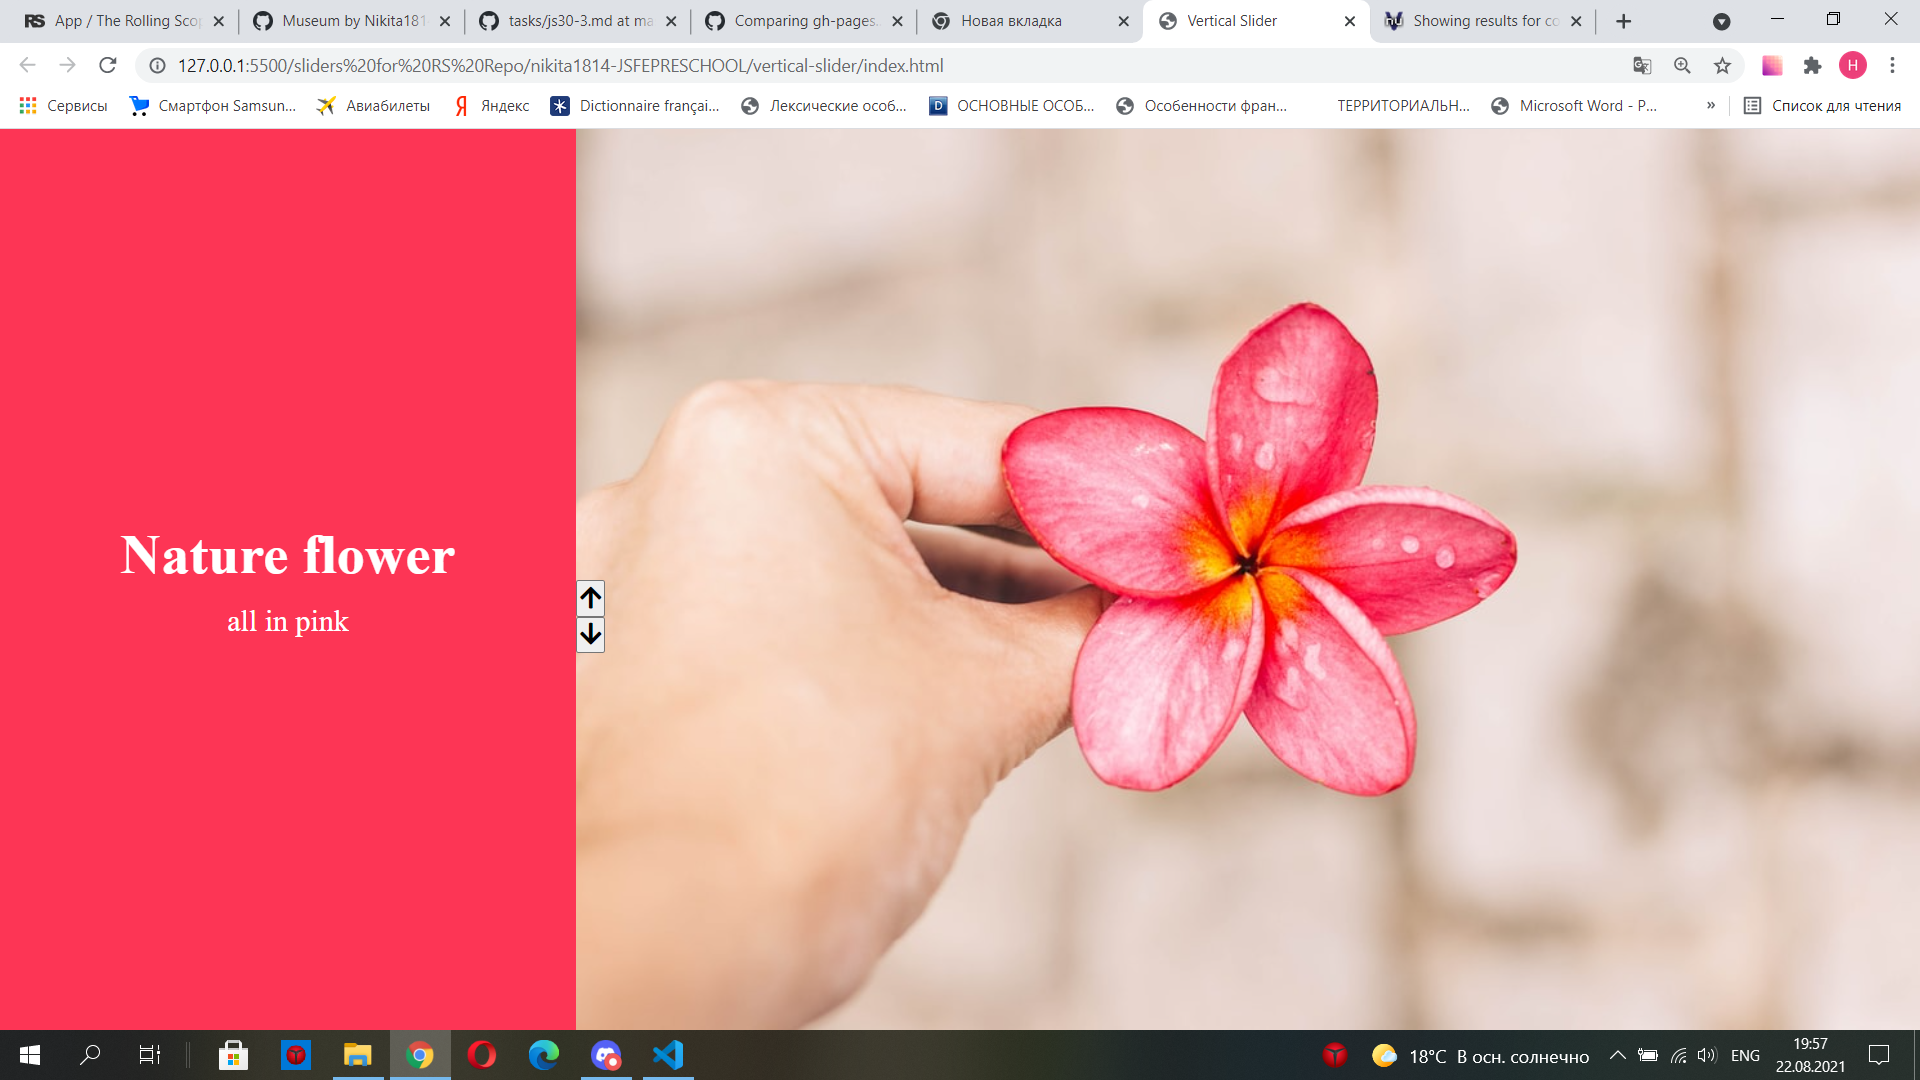 RS App / The Rolling Scop
Museum by Nikita181
tasks/js30-3.md at ma
Comparing gh-pages.
Новая вкладка
Vertical Slider
Showing results for co
127.0.0.1:5500/sliders%20for%20RS%20Repo/nikita1814-JSFEPRESCHOOL/vertical-slider/index.html
H
Сервисы
Смартфон Samsun...
Авиабилеты
Я Яндекс
Dictionnaire françai...
Лексические особ...
D ОСНОВНЫЕ ОСОБ...
Особенности фран...
ТЕРРИТОРИАЛЬН...
Microsoft Word - P...
»
Список для чтения
Nature flower
all in pink
18°C В осн. солнечно
ENG
19:57
22.08.2021